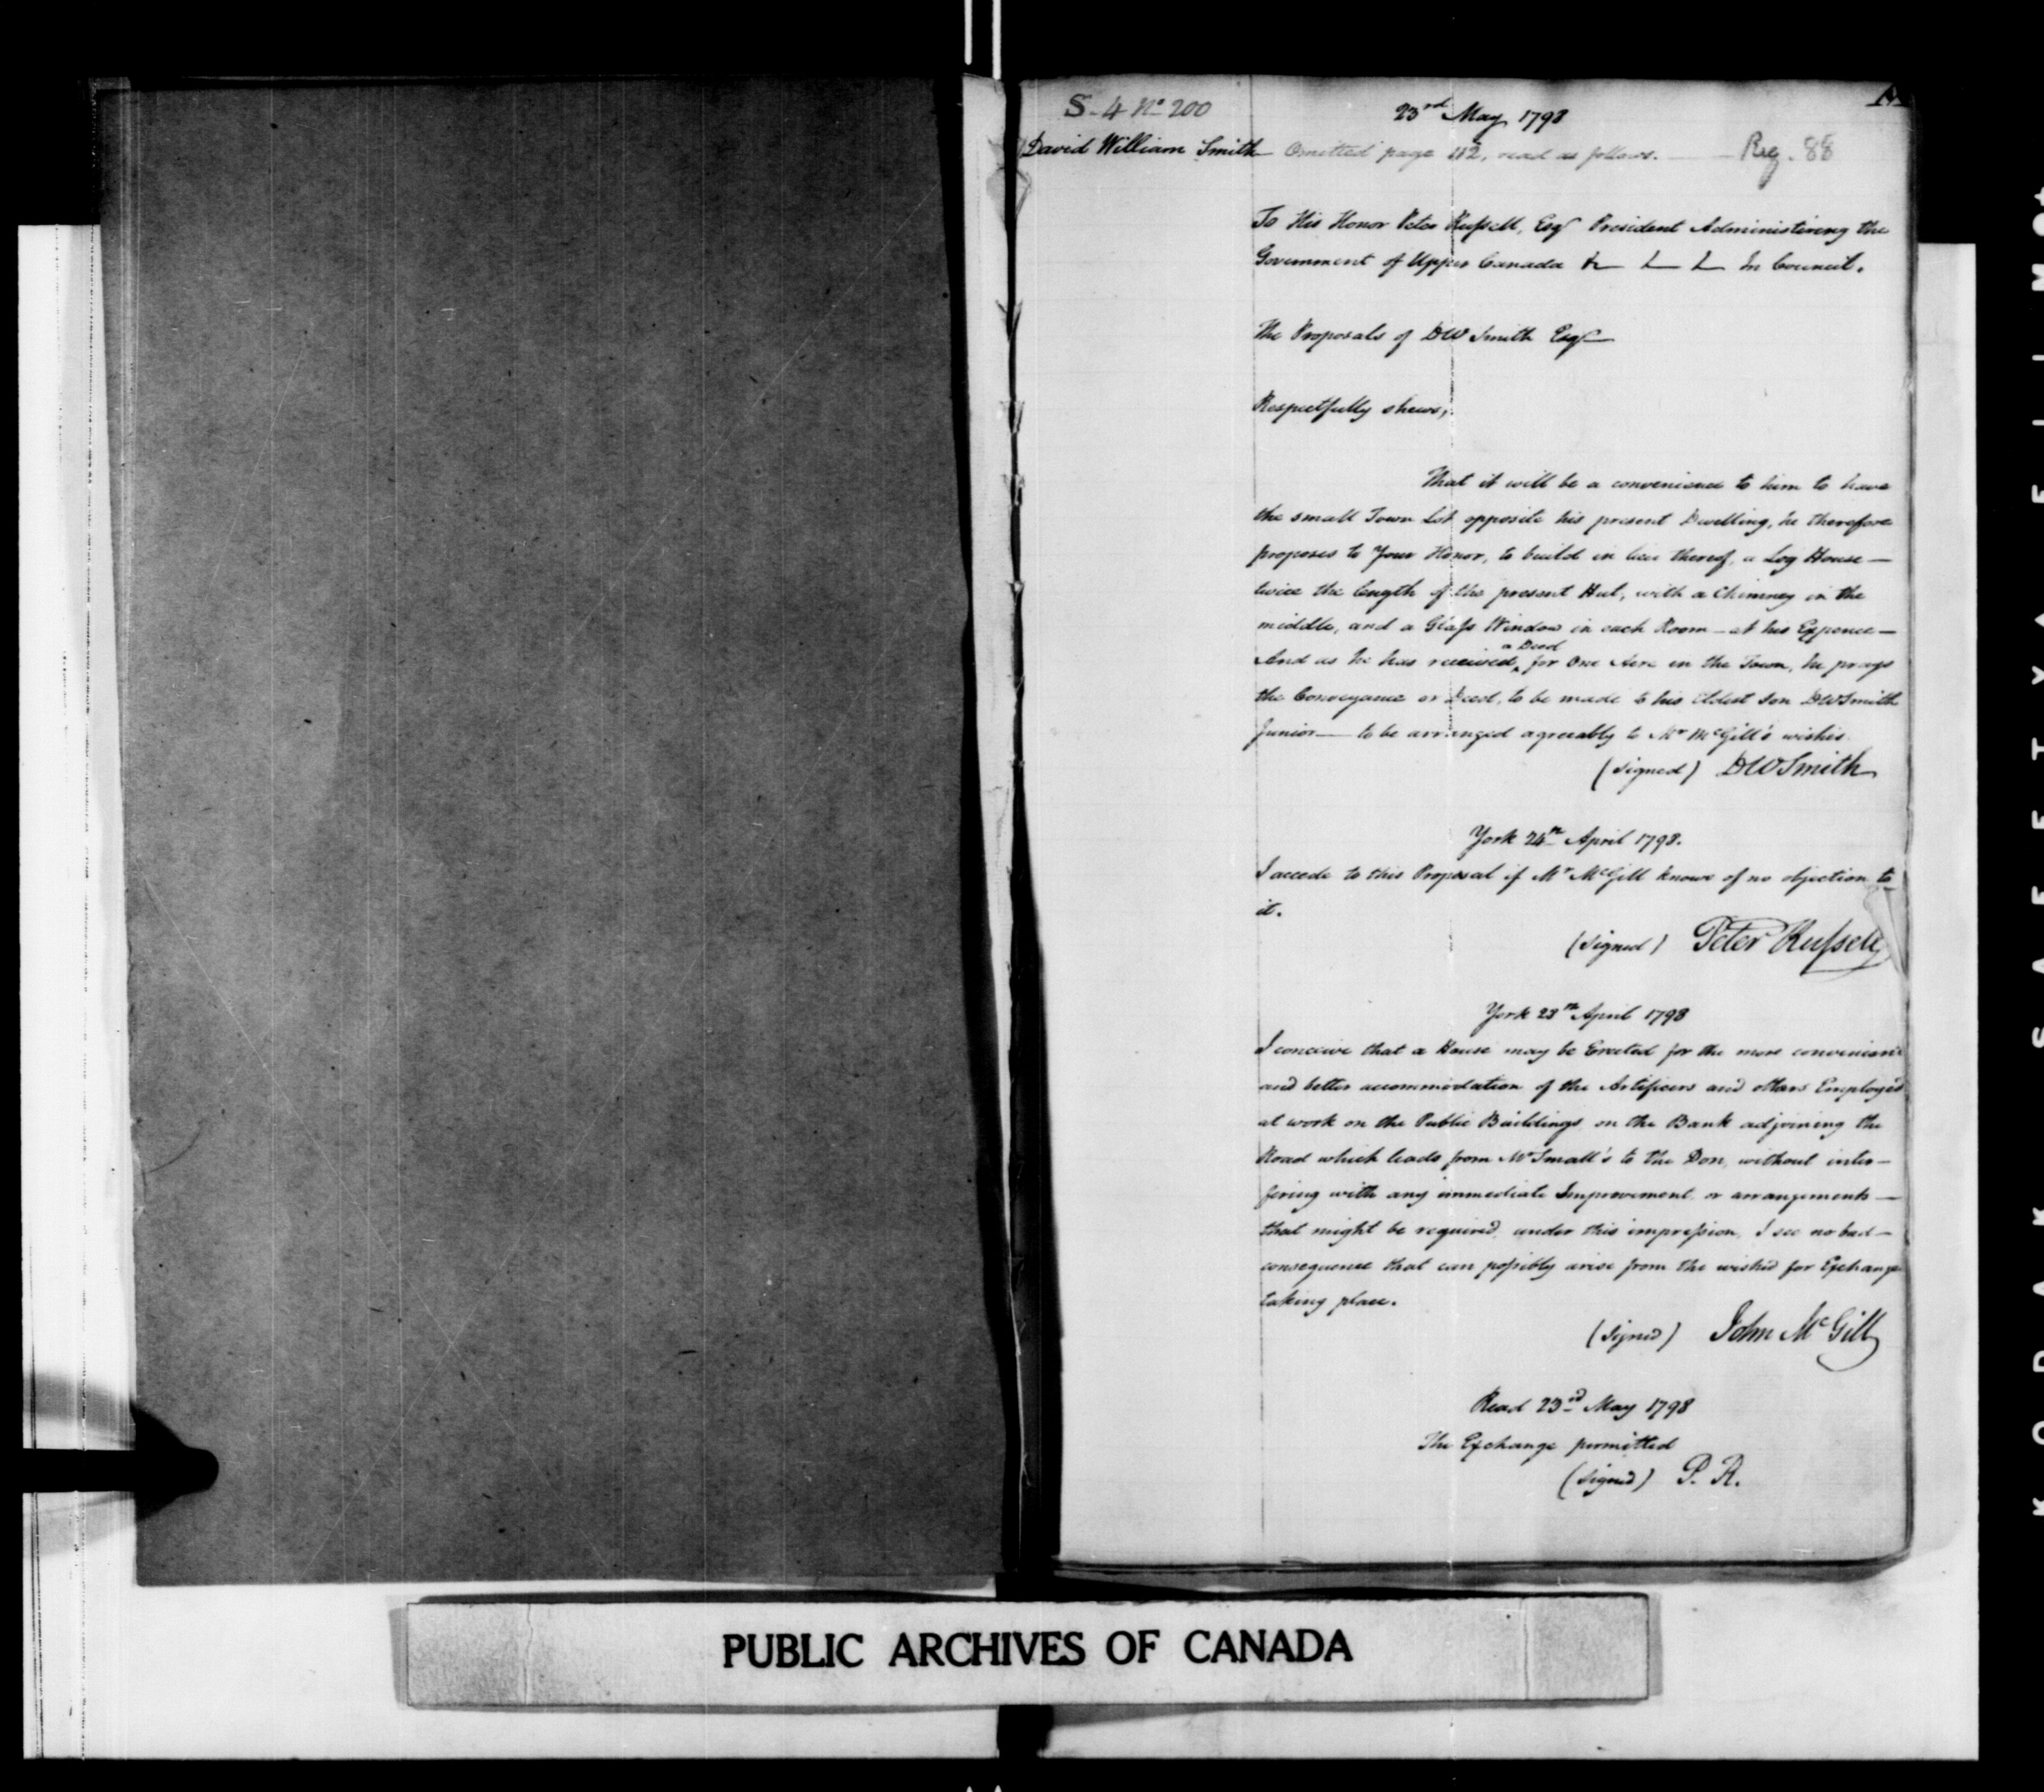 S-4 No 200
23rd May 1798
David William Smith Omitted page 112, read as follows. Reg. 88
To His Honor Peter Russell, Esqr President Administering the
Government of Upper Canada &c &c &c In Council.
The Proposals of DW Smith Esqr
Respectfully shews,
That it will be a convenience to him to have
the small Town Lot opposite his present Dwelling, he therefore
proposes to Your Honor, to build in lieu thereof, a Log House —
twice the length of the present Hut, with a Chimney in the
middle, and a Glass Window in each Room — at his Expence —
And as he has received a Deed for One Acre in the Town, he prays
the Conveyance or Deed, to be made to his Eldest Son DWSmith
Junior — to be arranged agreeably to Mr McGill's wishes.
(Signed) DWSmith
York 24th April 1798.
I accede to this Proposal if Mr McGill knows of no objection to
it.
(Signed) Peter Russell
York 28th April 1798
I conceive that a House may be Erected for the more convenient
and better accommodation of the Artificers and others Employed
at work on the Public Buildings on the Bank adjoining the
Road which leads from Mr Small's to the Don, without inter-
fering with any immediate Improvement or arrangements —
that might be required, under this impression, I see no bad —
consequence that can possibly arise from the wished for Exchange
taking place.
(Signed) John McGill
Read 23rd May 1798
The Exchange permitted
(Signed) P. R.
PUBLIC ARCHIVES OF CANADA